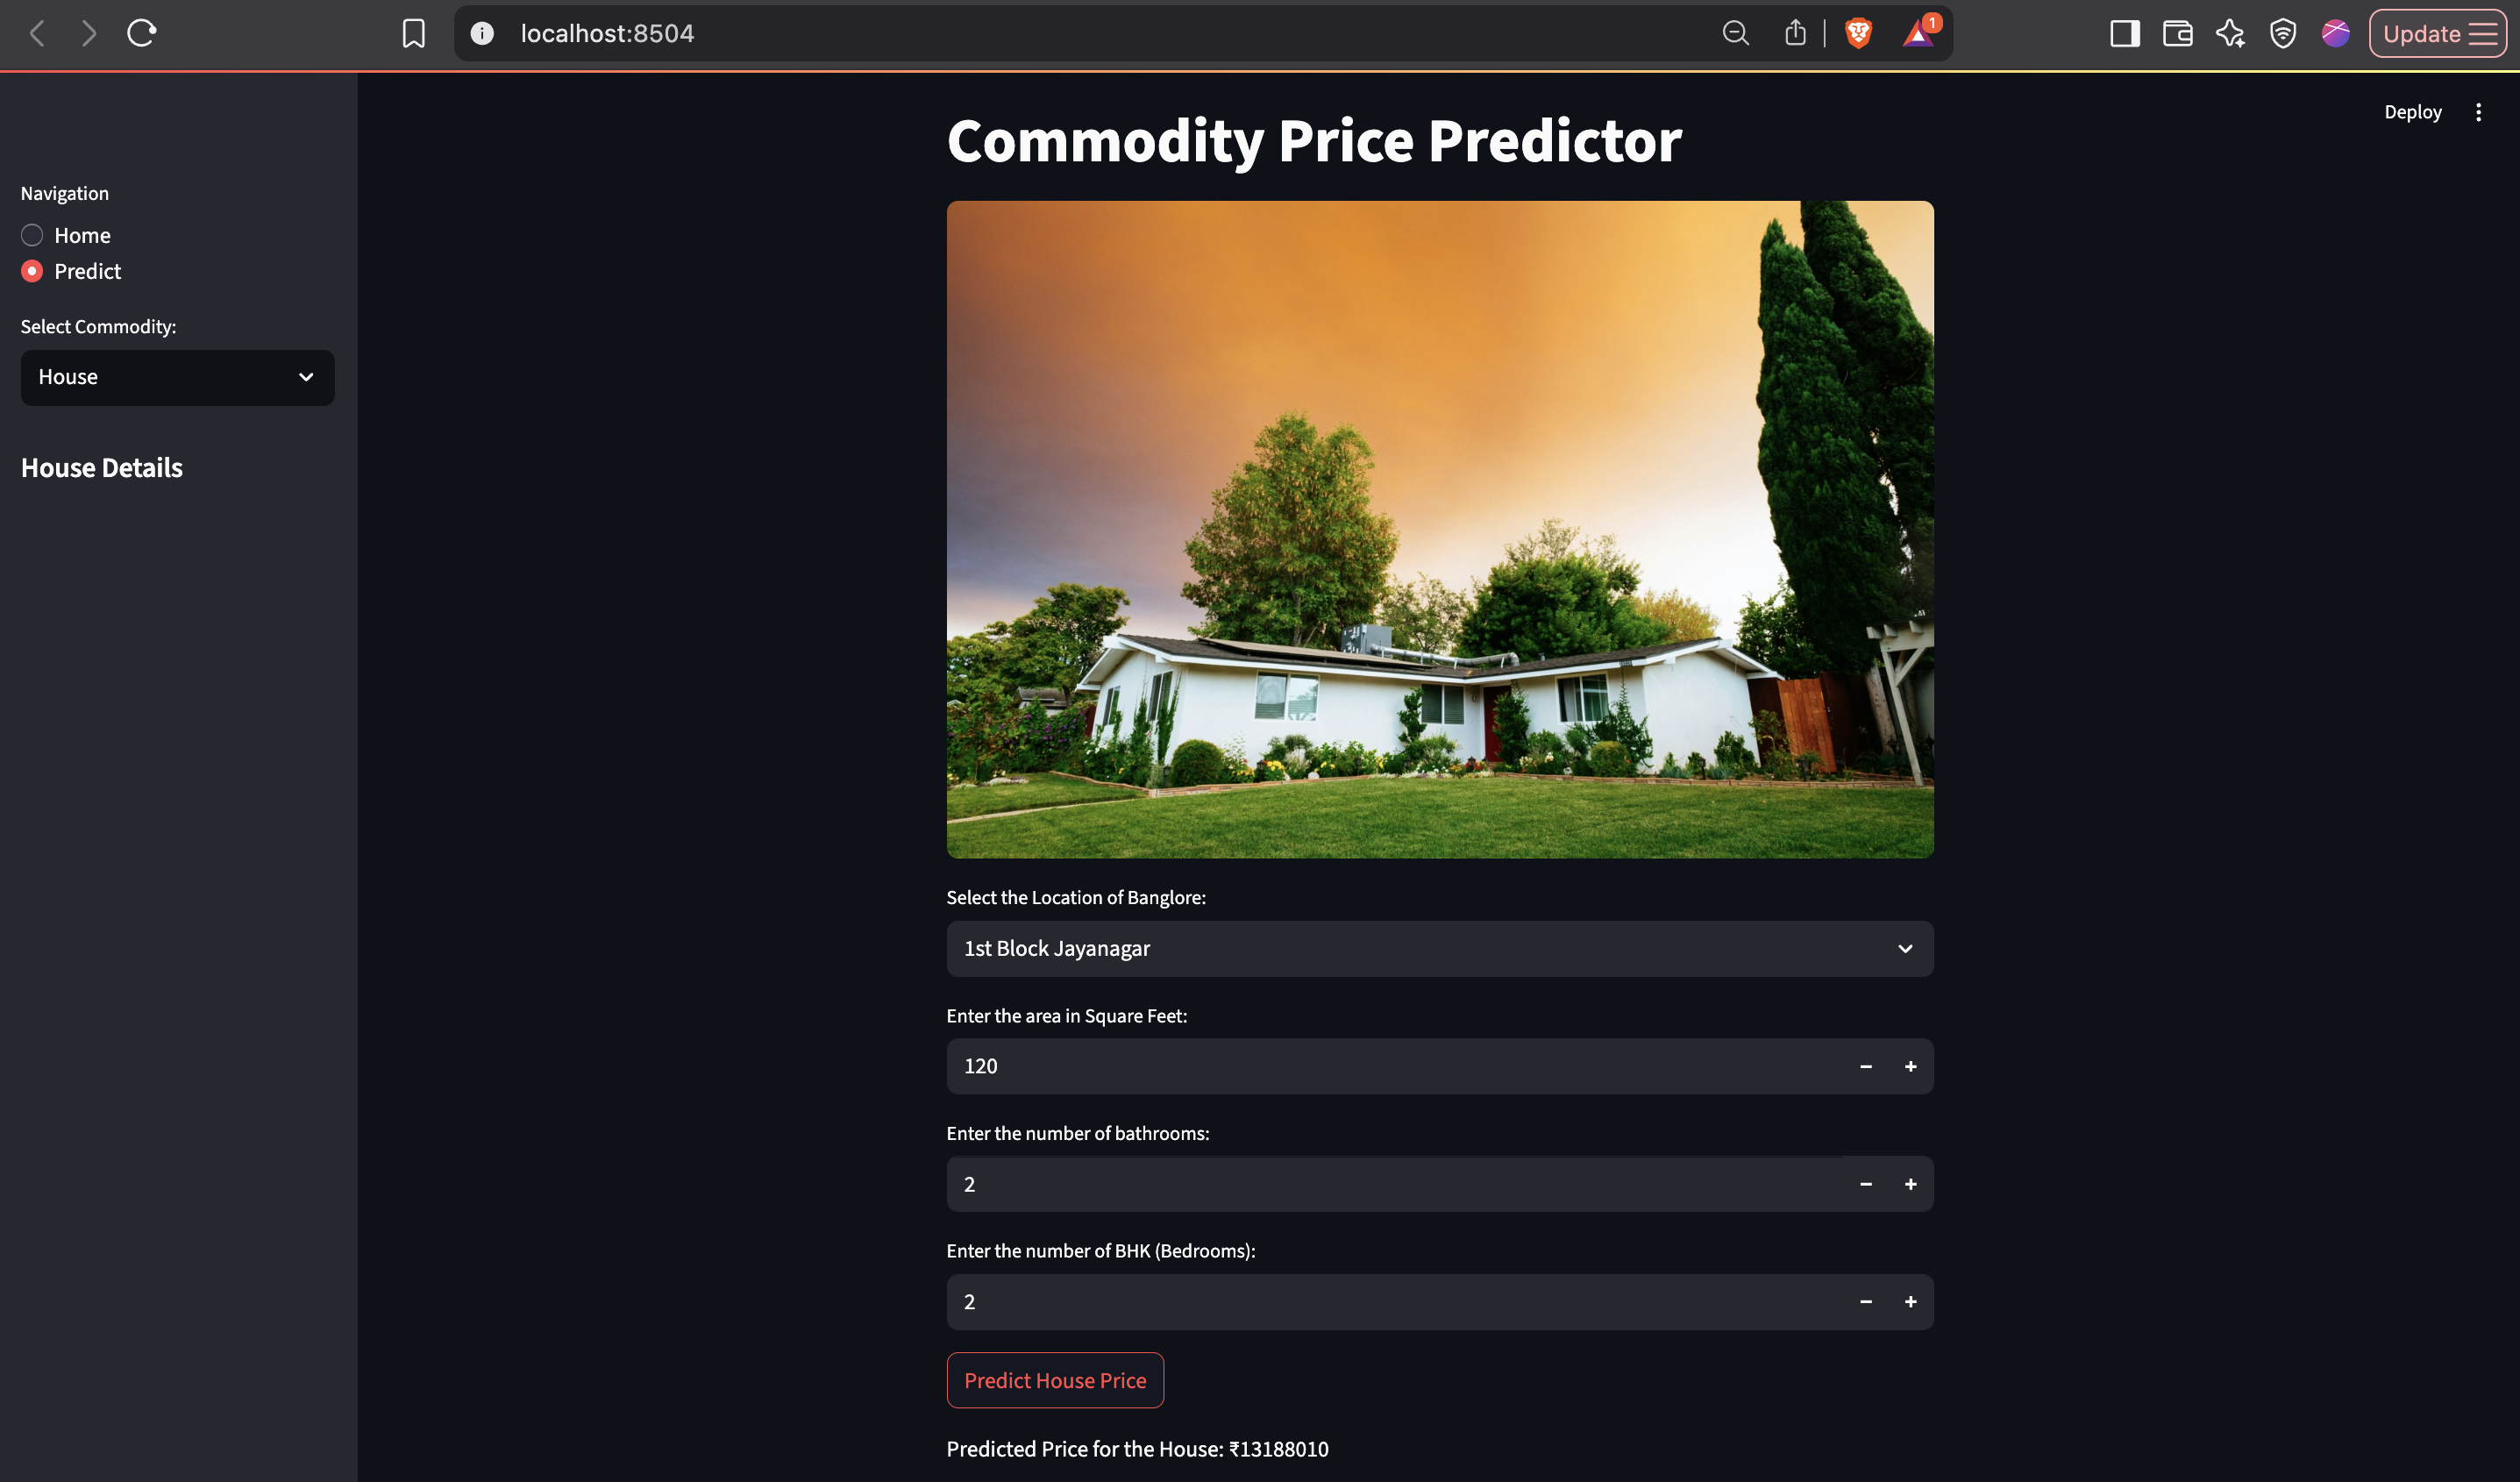 localhost:8504
1
Update
Deploy
Navigation
Home
Predict
Select Commodity:
House
House Details
Commodity Price Predictor
Select the Location of Banglore:
1st Block Jayanagar
Enter the area in Square Feet:
120
Enter the number of bathrooms:
2
Enter the number of BHK (Bedrooms):
2
Predict House Price
Predicted Price for the House: ₹13188010